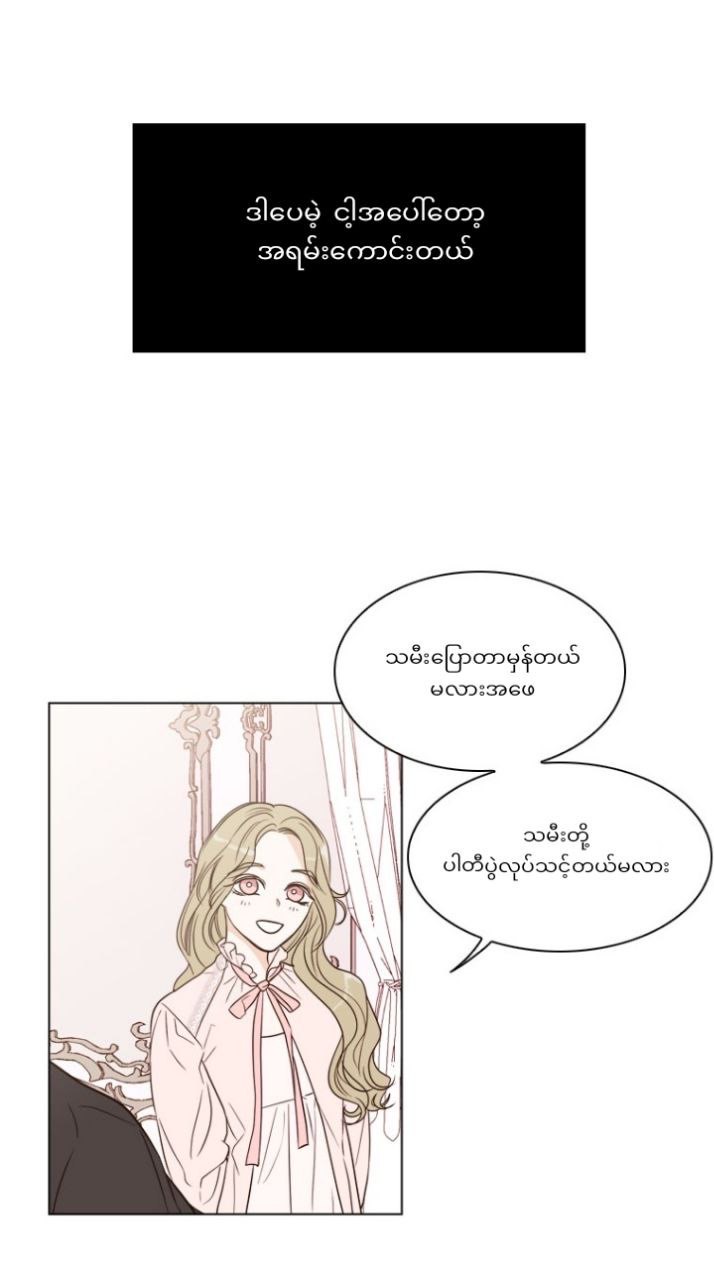 ဒါပေမဲ့ ငါ့အပေါ်တော့
အရမ်းကောင်းတယ်
သမီးပြောတာမှန်တယ်
မလားအဖေ
သမီးတို့
ပါတီပွဲလုပ်သင့်တယ်မလား